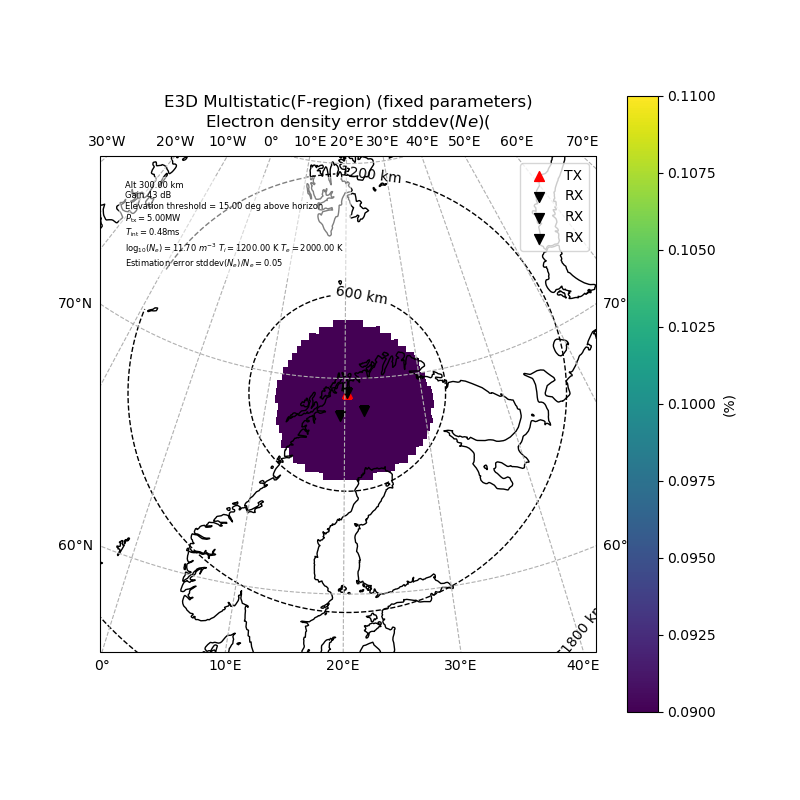 E3D Multistatic(F-region) (fixed parameters)
Electron density error stddev(Ne)(
30°W 20°W 10°W 0° 10°E 20°E 30°E 40°E 50°E 60°E 70°E
1200 km
TX
RX
RX
RX
Alt 300.00 km
Gain 43 dB
Elevation threshold = 15.00 deg above horizon
P_tx = 5.00MW
T_int = 0.48ms
log₁₀(Nₑ) = 11.70 m⁻³ Tᵢ = 1200.00 K Tₑ = 2000.00 K
Estimation error stddev(Nₑ)/Nₑ = 0.05
600 km
70°N
70°
60°N
60°
1800 km
0° 10°E 20°E 30°E 40°E
0.1100
0.1075
0.1050
0.1025
0.1000
0.0975
0.0950
0.0925
0.0900
(%)